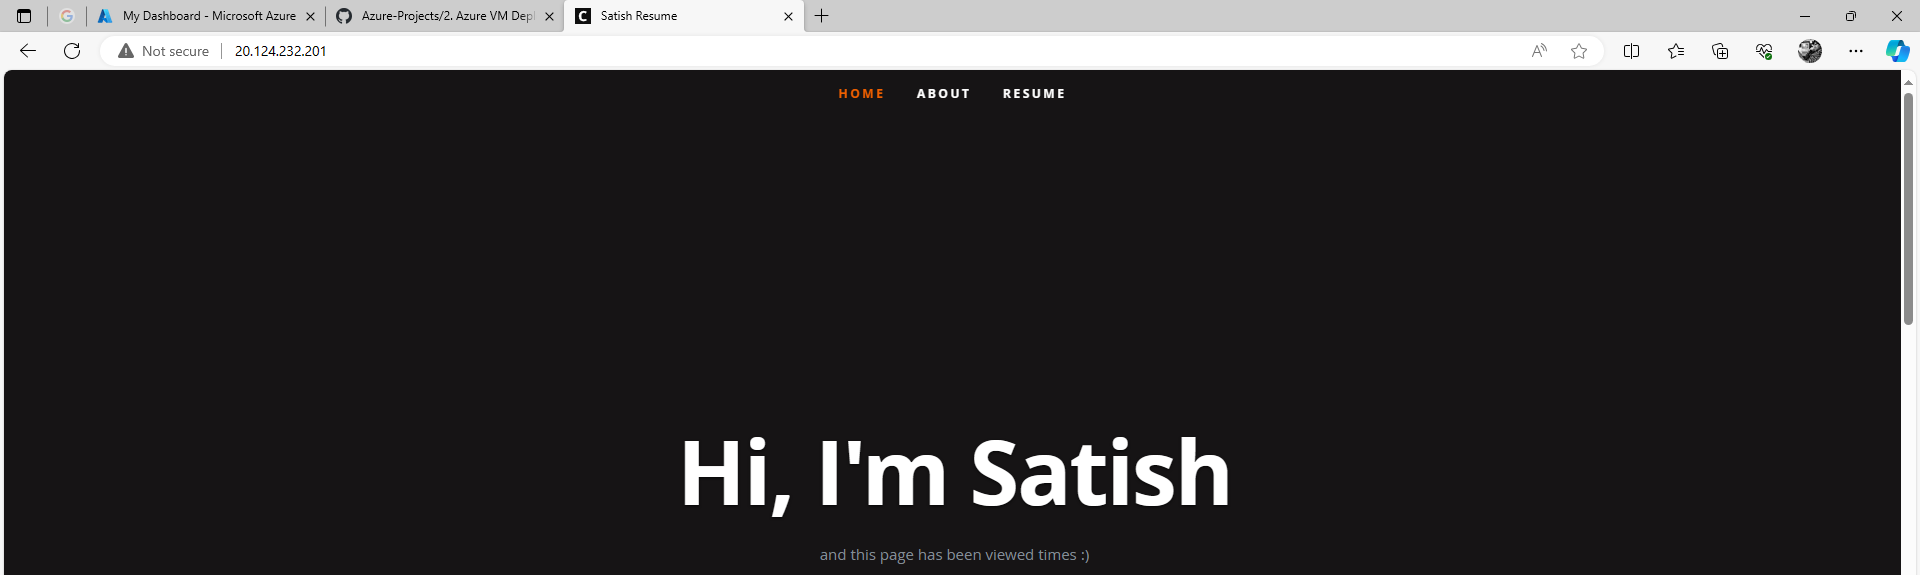 My Dashboard - Microsoft Azure
Azure-Projects/2. Azure VM Depl
Satish Resume
Not secure
20.124.232.201
HOME ABOUT RESUME
Hi, I'm Satish
and this page has been viewed times :)